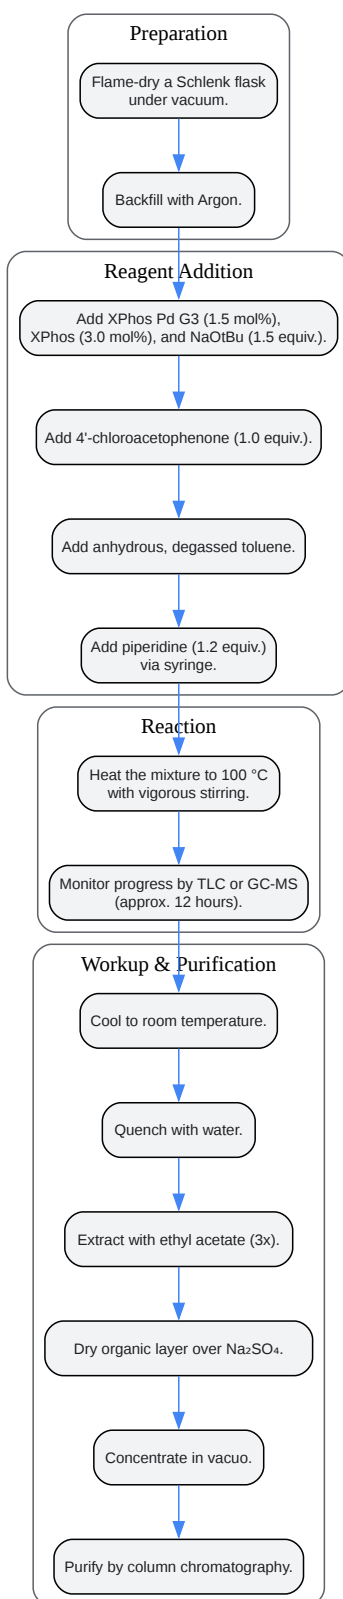 Preparation
Flame-dry a Schlenk flask
under vacuum.
Backfill with Argon.
Reagent Addition
Add XPhos Pd G3 (1.5 mol%),
XPhos (3.0 mol%), and NaOtBu (1.5 equiv.).
Add 4'-chloroacetophenone (1.0 equiv.).
Add anhydrous, degassed toluene.
Add piperidine (1.2 equiv.)
via syringe.
Reaction
Heat the mixture to 100 °C
with vigorous stirring.
Monitor progress by TLC or GC-MS
(approx. 12 hours).
Workup & Purification
Cool to room temperature.
Quench with water.
Extract with ethyl acetate (3x).
Dry organic layer over Na₂SO₄.
Concentrate in vacuo.
Purify by column chromatography.